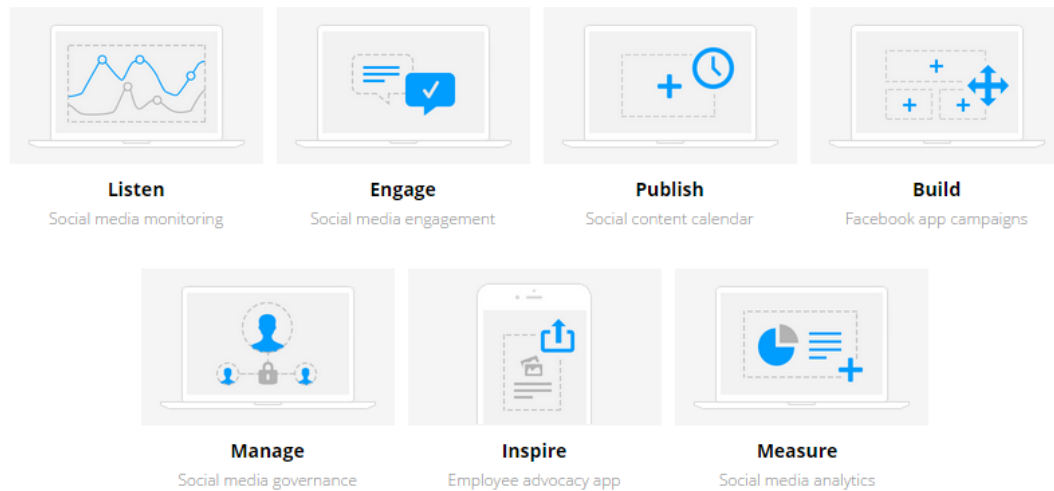 Listen
Social media monitoring
Engage
Social media engagement
Publish
Social content calendar
Build
Facebook app campaigns
Manage
Social media governance
Inspire
Employee advocacy app
Measure
Social media analytics